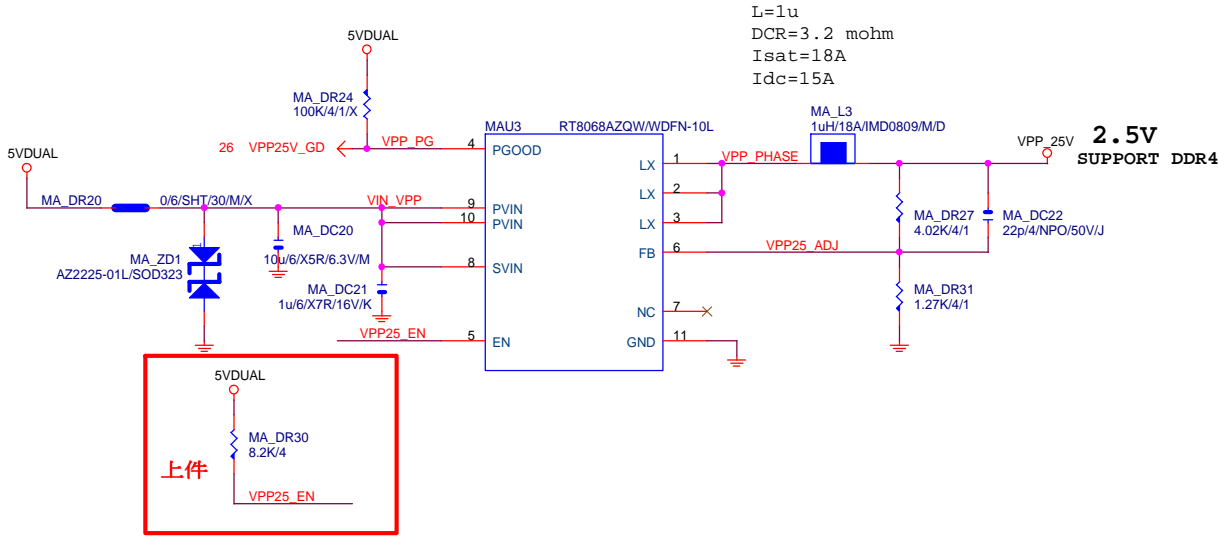 L=1u
DCR=3.2 mohm
Isat=18A
Idc=15A
5VDUAL
MA_DR24
100K/4/1/X
26 VPP25V_GD
VPP_PG
MAU3
RT8068AZQW/WDFN-10L
4 PGOOD
LX 1
LX 2
LX 3
FB 6
NC 7
GND 11
9 PVIN
10 PVIN
8 SVIN
5 EN
VPP_PHASE
MA_L3
1uH/18A/IMD0809/M/D
VPP_25V
2.5V
SUPPORT DDR4
5VDUAL
MA_DR20
0/6/SHT/30/M/X
VIN_VPP
MA_ZD1
AZ2225-01L/SOD323
1
MA_DC20
10u/6/X5R/6.3V/M
MA_DC21
1u/6/X7R/16V/K
VPP25_EN
MA_DR27
4.02K/4/1
MA_DC22
22p/4/NPO/50V/J
VPP25_ADJ
MA_DR31
1.27K/4/1
5VDUAL
MA_DR30
8.2K/4
上件
VPP25_EN